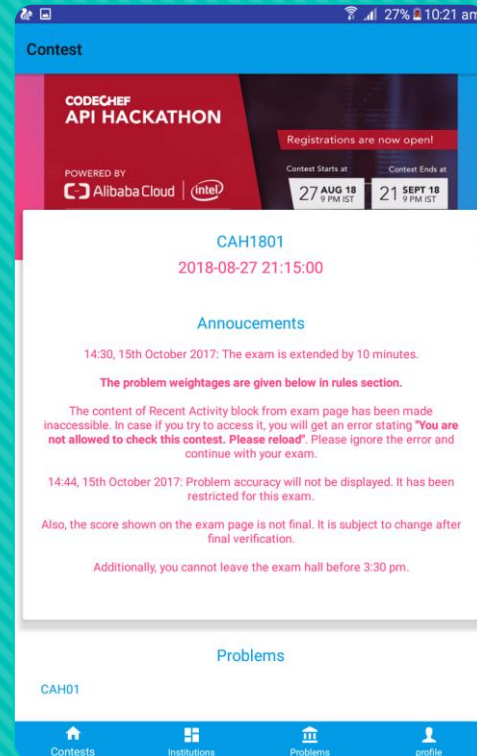 27% 10:21 am
Contest
CODECHEF
API HACKATHON
Registrations are now open!
POWERED BY
Alibaba Cloud | intel
Contest Starts at
27 AUG 18
9 PM IST
Contest Ends at
21 SEPT 18
9 PM IST
CAH1801
2018-08-27 21:15:00
Annoucements
14:30, 15th October 2017: The exam is extended by 10 minutes.
The problem weightages are given below in rules section.
The content of Recent Activity block from exam page has been made
inaccessible. In case if you try to access it, you will get an error stating "You are
not allowed to check this contest. Please reload". Please ignore the error and
continue with your exam.
14:44, 15th October 2017: Problem accuracy will not be displayed. It has been
restricted for this exam.
Also, the score shown on the exam page is not final. It is subject to change after
final verification.
Additionally, you cannot leave the exam hall before 3:30 pm.
Problems
CAH01
Contests
Institutions
Problems
profile